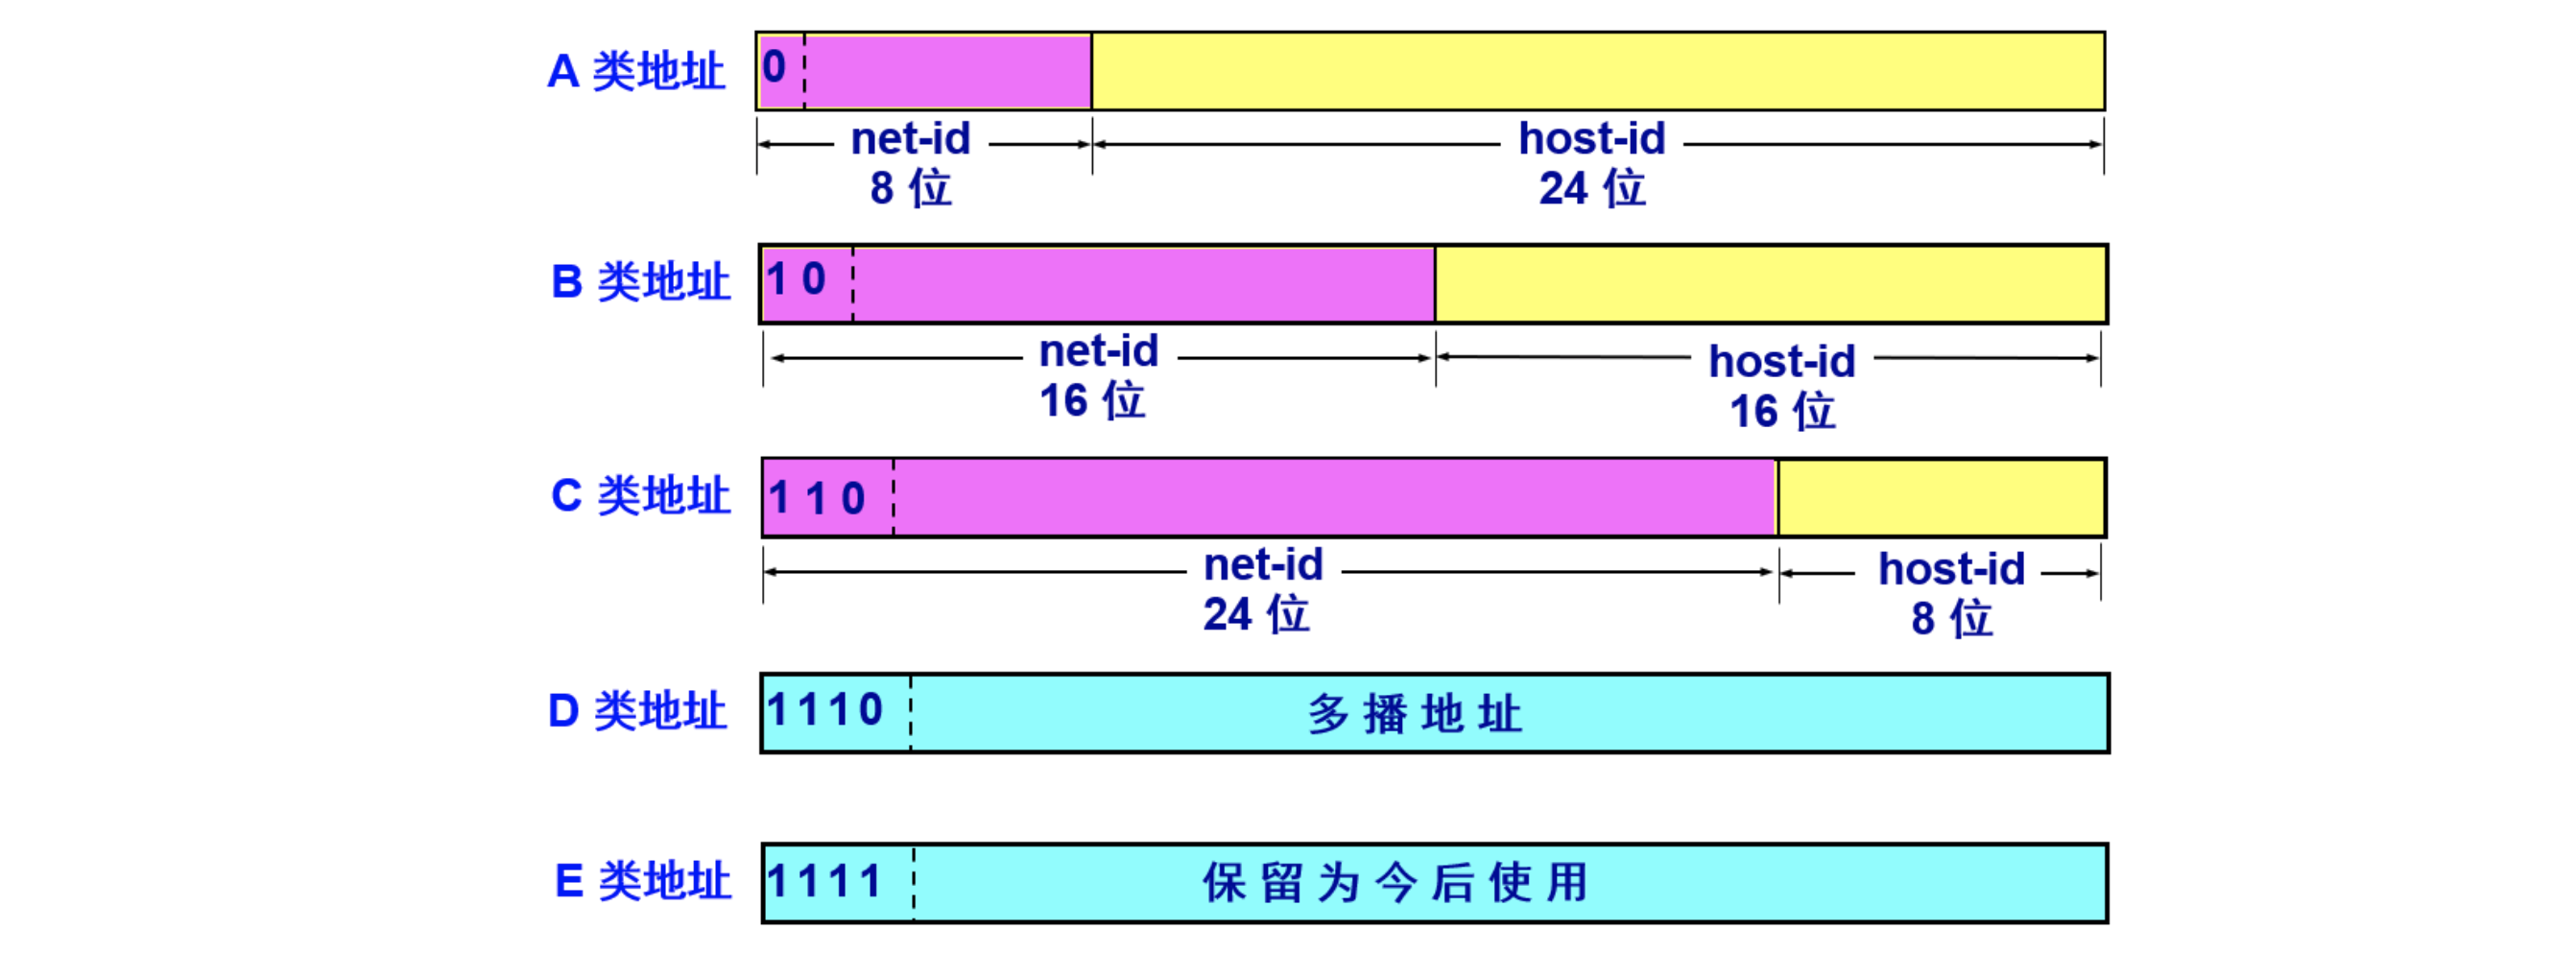 A 类地址 0
net-id host-id
8 位 24 位
B 类地址 1 0
net-id host-id
16 位 16 位
C 类地址 1 1 0
net-id host-id
24 位 8 位
D 类地址 1 1 1 0 多播地址
E 类地址 1 1 1 1 保留为今后使用